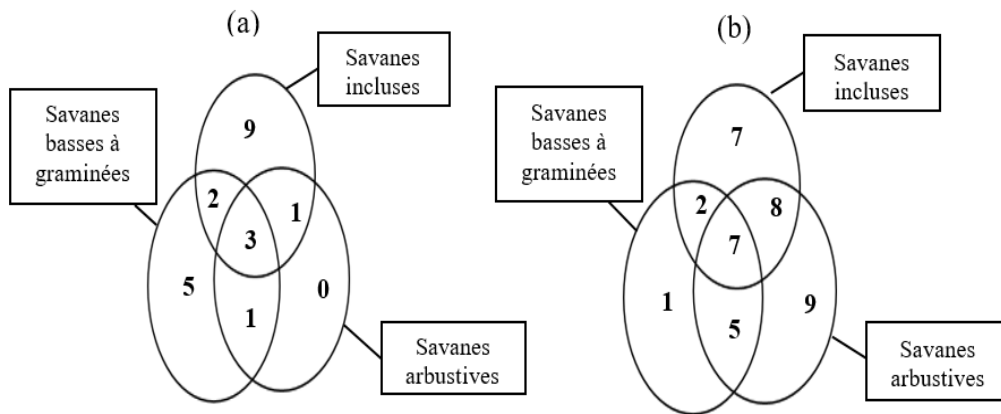 (a)
Savanes
incluses
Savanes
basses à
graminées
9
2
1
3
5
0
1
Savanes
arbustives
(b)
Savanes
incluses
Savanes
basses à
graminées
7
2
8
7
1
9
5
Savanes
arbustives